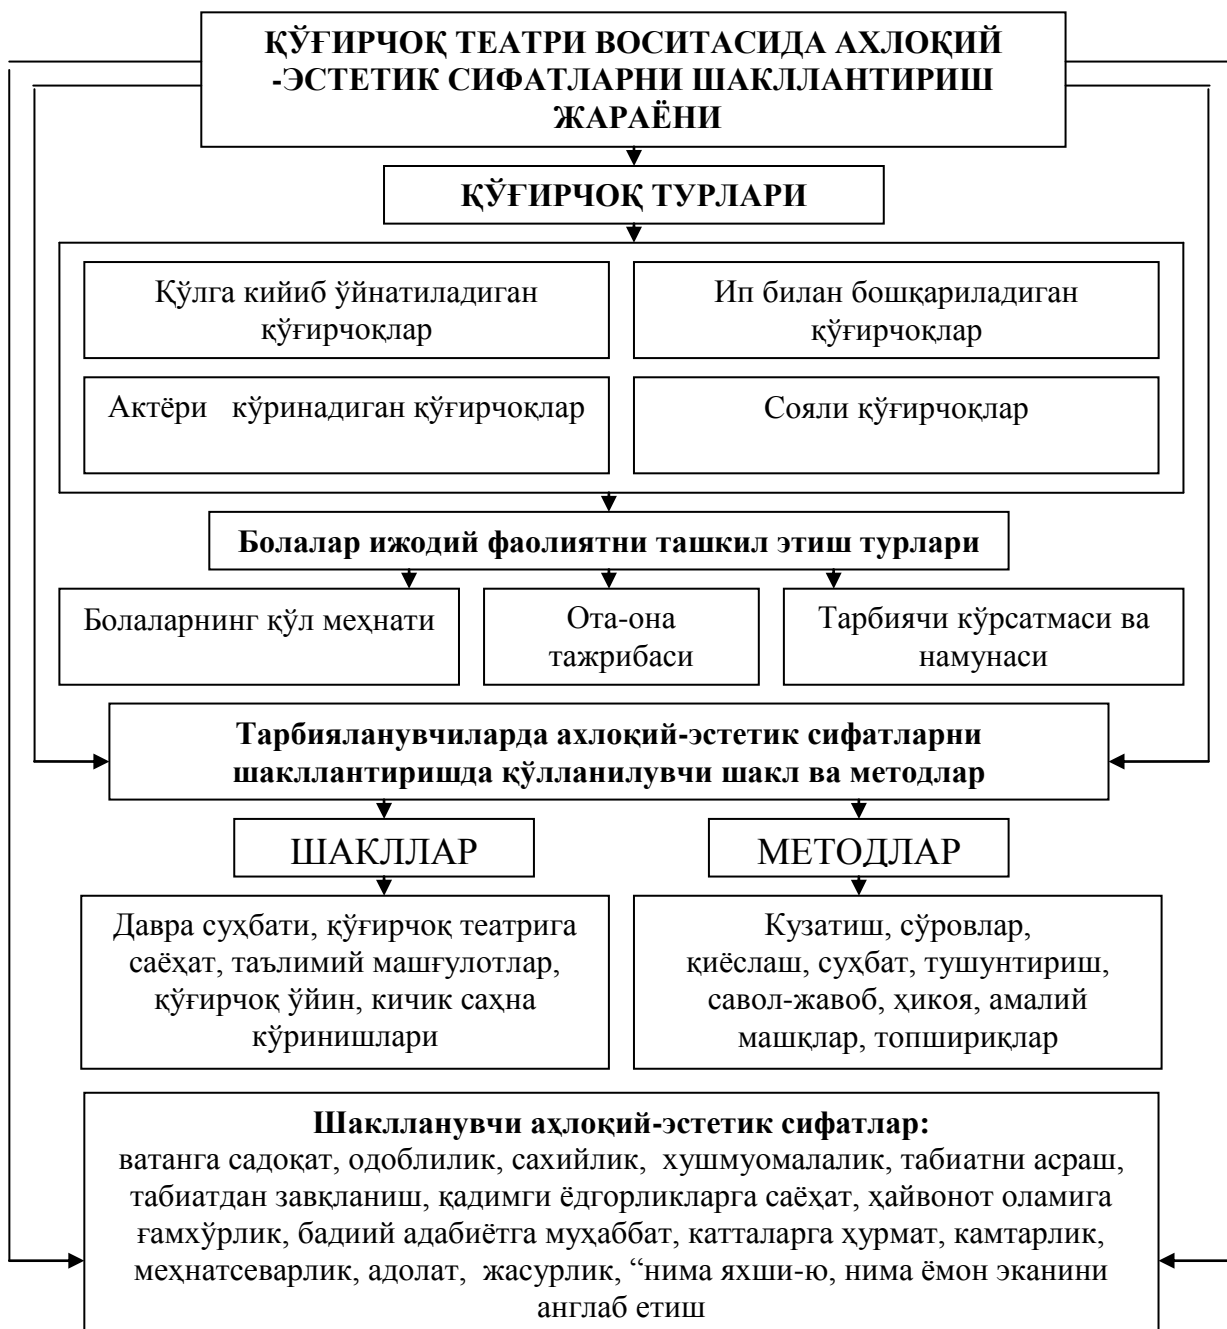 ҚЎҒИРЧОҚ ТЕАТРИ ВОСИТАСИДА АХЛОҚИЙ
-ЭСТЕТИК СИФАТЛАРНИ ШАКЛЛАНТИРИШ
ЖАРАЁНИ
ҚЎҒИРЧОҚ ТУРЛАРИ
Қўлга кийиб ўйнатиладиган
қўғирчоқлар
Ип билан бошқариладиган
қўғирчоқлар
Актёри кўринадиган қўғирчоқлар
Сояли қўғирчоқлар
Болалар ижодий фаолиятни ташкил этиш турлари
Болаларнинг қўл меҳнати
Ота-она
тажрибаси
Тарбиячи кўрсатмаси ва
намунаси
Тарбияланувчиларда ахлоқий-эстетик сифатларни
шакллантиришда қўлланилувчи шакл ва методлар
ШАКЛЛАР
МЕТОДЛАР
Давра суҳбати, қўғирчоқ театрига
саёҳат, таълимий машғулотлар,
қўғирчоқ ўйин, кичик саҳна
кўринишлари
Кузатиш, сўровлар,
қиёслаш, суҳбат, тушунтириш,
савол-жавоб, ҳикоя, амалий
машқлар, топшириқлар
Шаклланувчи аҳлоқий-эстетик сифатлар:
ватанга садоқат, одоблилик, сахийлик, хушмуомалалик, табиатни асраш,
табиатдан завқланиш, қадимги ёдгорликларга саёҳат, ҳайвонот оламига
ғамхўрлик, бадиий адабиётга муҳаббат, катталарга ҳурмат, камтарлик,
меҳнатсеварлик, адолат, жасурлик, “нима яхши-ю, нима ёмон эканини
англаб етиш